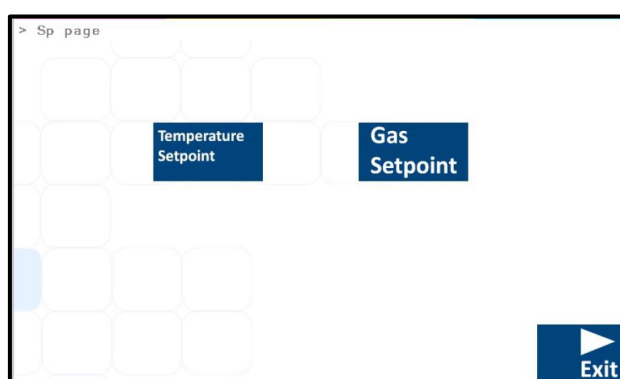 > Sp page
Temperature
Setpoint
Gas
Setpoint
Exit